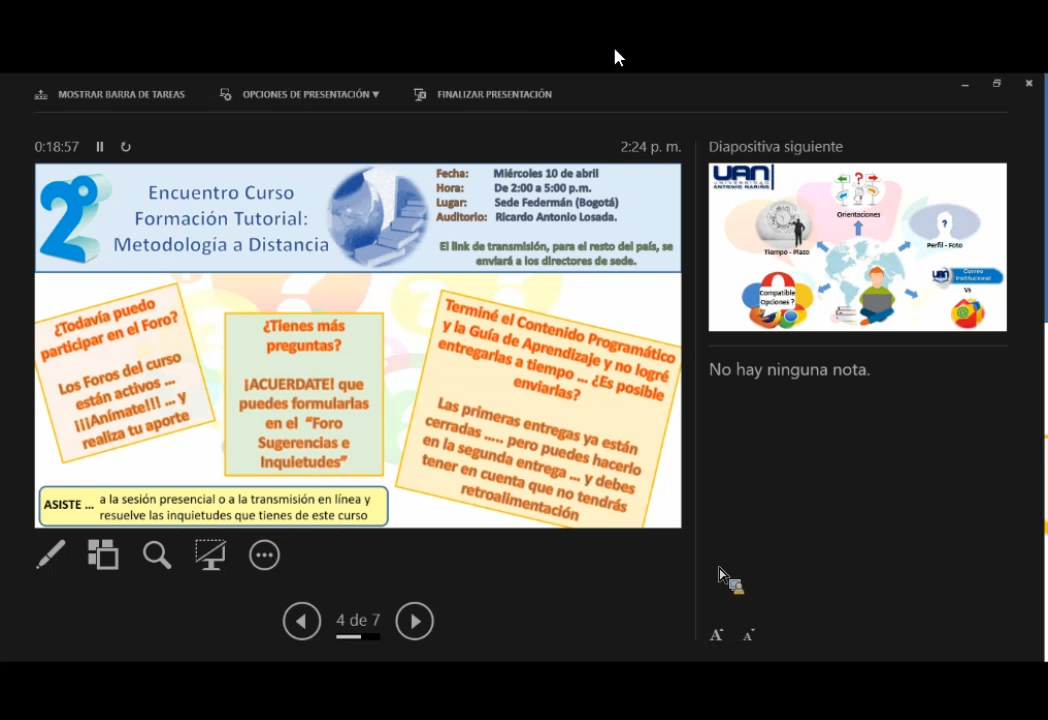 MOSTRAR BARRA DE TAREAS
OPCIONES DE PRESENTACIÓN ▼
FINALIZAR PRESENTACIÓN
0:18:57
2:24 p. m.
2º
Encuentro Curso
Formación Tutorial:
Metodología a Distancia
Fecha: Miércoles 10 de abril
Hora: De 2:00 a 5:00 p.m.
Lugar: Sede Federmán (Bogotá)
Auditorio: Ricardo Antonio Losada.
El link de transmisión, para el resto del país, se
enviará a los directores de sede.
¿Todavía puedo
participar en el Foro?
Los Foros del curso
están activos ...
¡¡¡Anímate!!! ... y
realiza tu aporte
¿Tienes más
preguntas?
¡ACUERDATE! que
puedes formularlas
en el "Foro
Sugerencias e
Inquietudes"
Terminé el Contenido Programático
y la Guía de Aprendizaje y no logré
entregarlas a tiempo ... ¿Es posible
enviarlas?
Las primeras entregas ya están
cerradas ..... pero puedes hacerlo
en la segunda entrega ... y debes
tener en cuenta que no tendrás
retroalimentación
ASISTE ... a la sesión presencial o a la transmisión en línea y
resuelve las inquietudes que tienes de este curso
4 de 7
Diapositiva siguiente
UAN
UNIVERSIDAD
ANTONIO NARIÑO
Orientaciones
Tiempo - Plazo
Perfil - Foto
Compatible
Opciones ?
UAN
Correo
Institucional
Vs
No hay ninguna nota.
A A